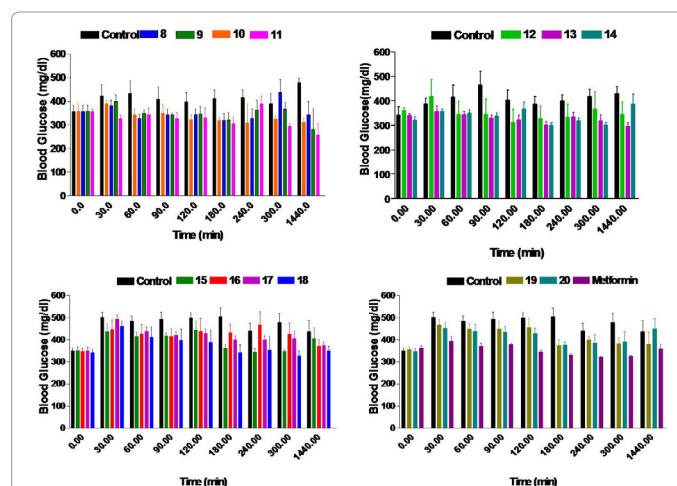 Control 8 9 10 11
Blood Glucose (mg/dl)
600
500
400
300
200
100
0
0.0 30.0 60.0 90.0 120.0 180.0 240.0 300.0 1440.0
Time (min)
Control 12 13 14
Blood Glucose(mg/dl)
600
500
400
300
200
100
0
0.00 30.00 60.00 90.00 120.00 180.00 240.00 300.00 1440.00
Time (min)
Control 15 16 17 18
Blood Glucose (mg/dl)
600
500
400
300
200
100
0
0.00 30.00 60.00 90.00 120.00 180.00 240.00 300.00 1440.00
Time (min)
Control 19 20 Metformin
Blood Glucose (mg/dl)
600
500
400
300
200
100
0
0.00 30.00 60.00 90.00 120.00 180.00 240.00 300.00 1440.00
Time (min)